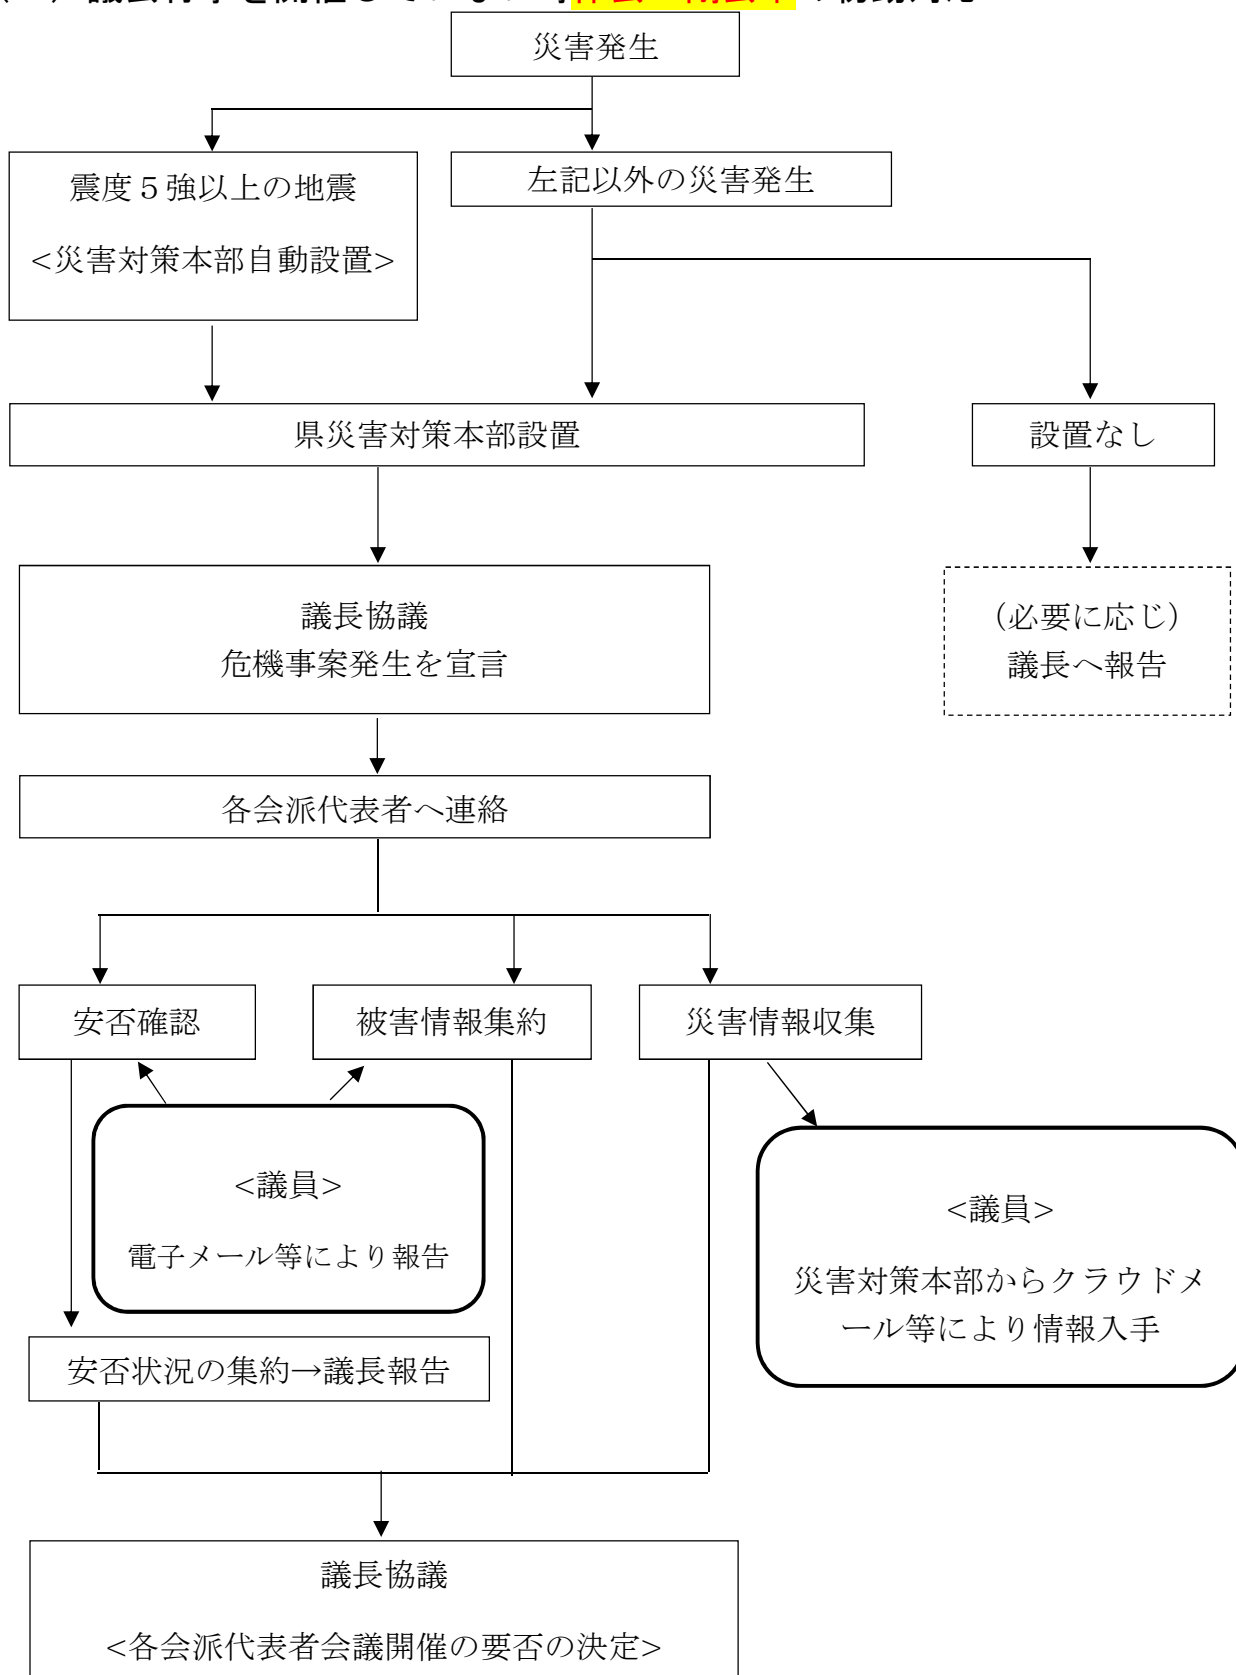 災害発生
震度５強以上の地震
<災害対策本部自動設置>
左記以外の災害発生
県災害対策本部設置
設置なし
議長協議
危機事案発生を宣言
（必要に応じ）
議長へ報告
各会派代表者へ連絡
安否確認
被害情報集約
災害情報収集
<議員>
電子メール等により報告
<議員>
災害対策本部からクラウドメ
ール等により情報入手
安否状況の集約→議長報告
議長協議
<各会派代表者会議開催の要否の決定>